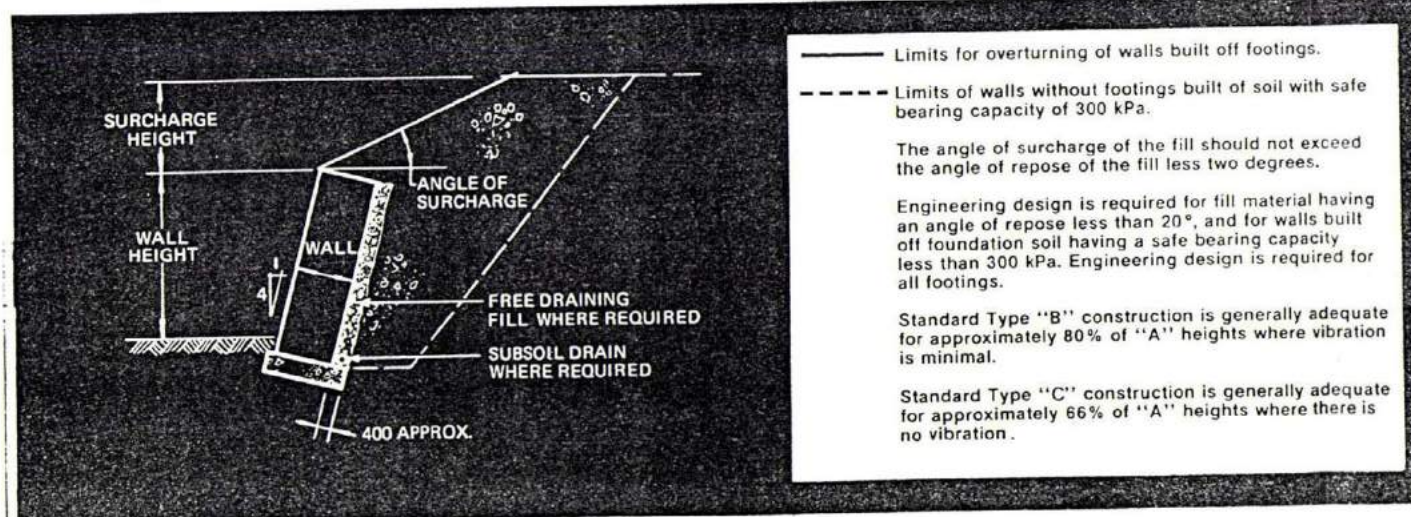 SURCHARGE
HEIGHT
WALL
HEIGHT
ANGLE OF
SURCHARGE
WALL
1
4
FREE DRAINING
FILL WHERE REQUIRED
SUBSOIL DRAIN
WHERE REQUIRED
400 APPROX.
Limits for overturning of walls built off footings.
Limits of walls without footings built of soil with safe
bearing capacity of 300 kPa.
The angle of surcharge of the fill should not exceed
the angle of repose of the fill less two degrees.
Engineering design is required for fill material having
an angle of repose less than 20°, and for walls built
off foundation soil having a safe bearing capacity
less than 300 kPa. Engineering design is required for
all footings.
Standard Type "B" construction is generally adequate
for approximately 80% of "A" heights where vibration
is minimal.
Standard Type "C" construction is generally adequate
for approximately 66% of "A" heights where there is
no vibration.